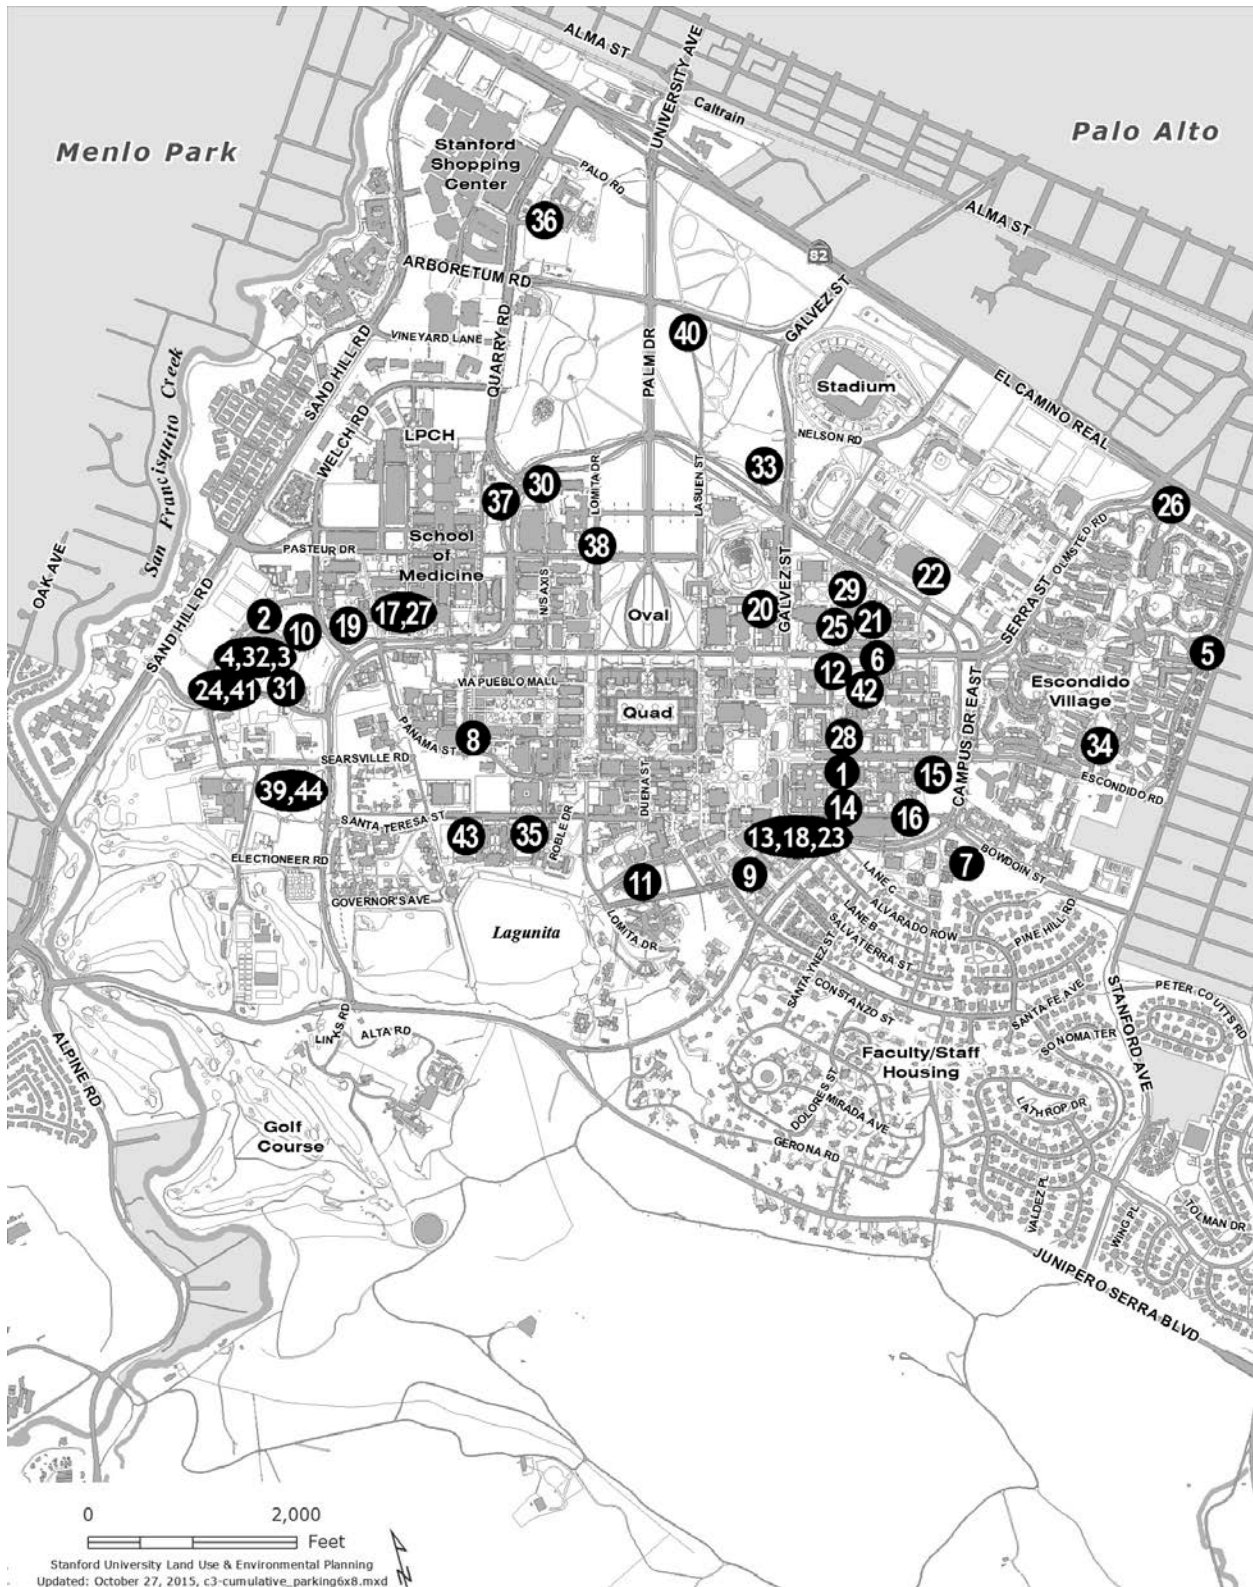 ALMA ST
UNIVERSITY AVE
Caltrain
Menlo Park
Palo Alto
Stanford
Shopping
Center
PALO RD
36
ALMA ST
82
ARBORETUM RD
GALVEZ ST
40
VINEYARD LANE
QUARRY RD
PALM DR
SAND HILL RD
Stadium
EL CAMINO REAL
San Francisquito Creek
WELCH RD
LPCH
NELSON RD
33
LOMITA DR
LASUEN ST
30
37
26
OLMSTED RD
School
of
Medicine
PASTEUR DR
38
N/S AXIS
GALVEZ ST
22
SERRA ST
OAK AVE
SAND HILL RD
2
10
19
17,27
Oval
20
29
25
21
4,32,3
12
6
5
24,41
31
VIA PUEBLO MALL
42
Escondido
Village
CAMPUS DR EAST
Quad
PANAMA ST
8
28
34
SEARSVILLE RD
1
15
ESCONDIDO RD
39,44
DUENA ST
14
16
SANTA TERESA ST
43
35
ROBLE DR
13,18,23
BOWDOIN ST
ELECTIONEER RD
9
7
LANE C
11
GOVERNOR'S AVE
ALVARADO ROW
LANE B
PINE HILL RD
SALVATIERRA ST
Lagunita
LOMITA DR
SANTA YNEZ ST
CONSTANZO ST
SANTA FE AVE
STANFORD AVE
PETER COUTTS RD
LINKS RD
ALTA RD
SONOMA TER
ALPINE RD
Faculty/Staff
Housing
DOLORES ST
MIRADA AVE
LATHROP DR
Golf
Course
GERONA RD
VALDEZ PL
WING PL
TOLMAN DR
JUNIPERO SERRA BLVD
0 2,000
Feet
N
Stanford University Land Use & Environmental Planning
Updated: October 27, 2015, c3-cumulative_parking6x8.mxd